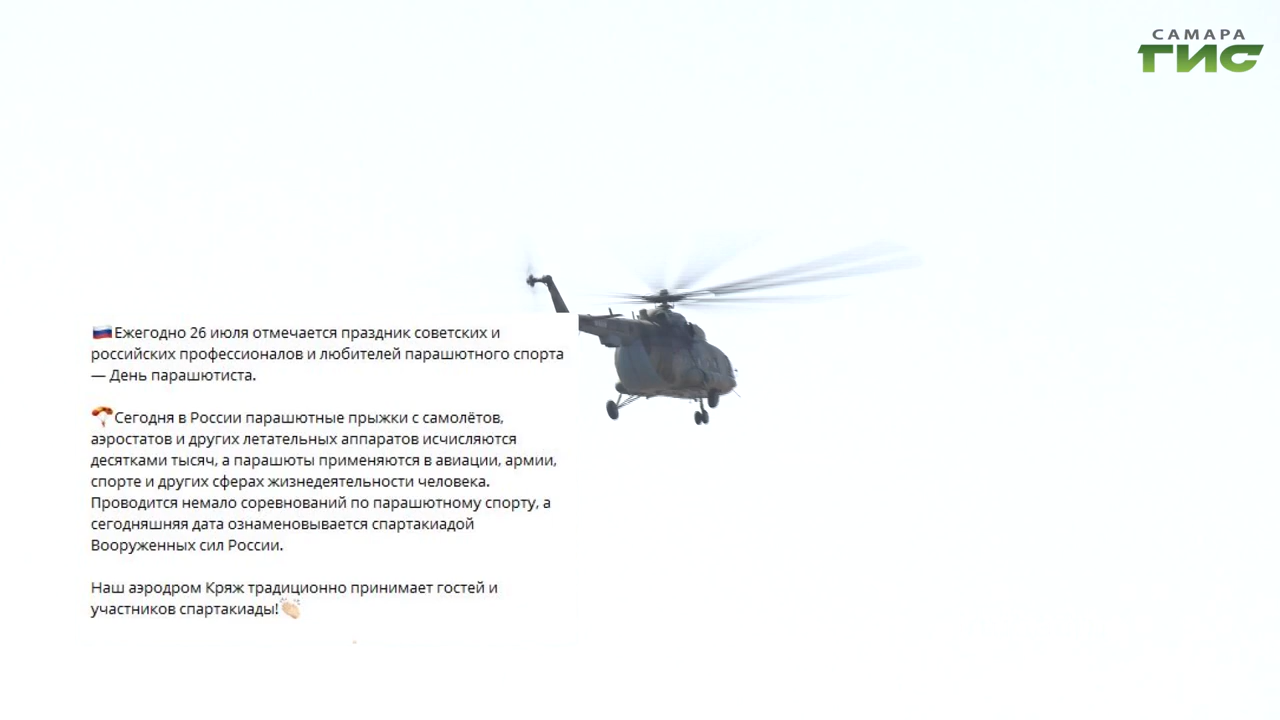 САМАРА
ГИС
Ежегодно 26 июля отмечается праздник советских и
российских профессионалов и любителей парашютного спорта
— День парашютиста.
Сегодня в России парашютные прыжки с самолётов,
аэростатов и других летательных аппаратов исчисляются
десятками тысяч, а парашюты применяются в авиации, армии,
спорте и других сферах жизнедеятельности человека.
Проводится немало соревнований по парашютному спорту, а
сегодняшняя дата ознаменовывается спартакиадой
Вооруженных сил России.
Наш аэродром Кряж традиционно принимает гостей и
участников спартакиады!